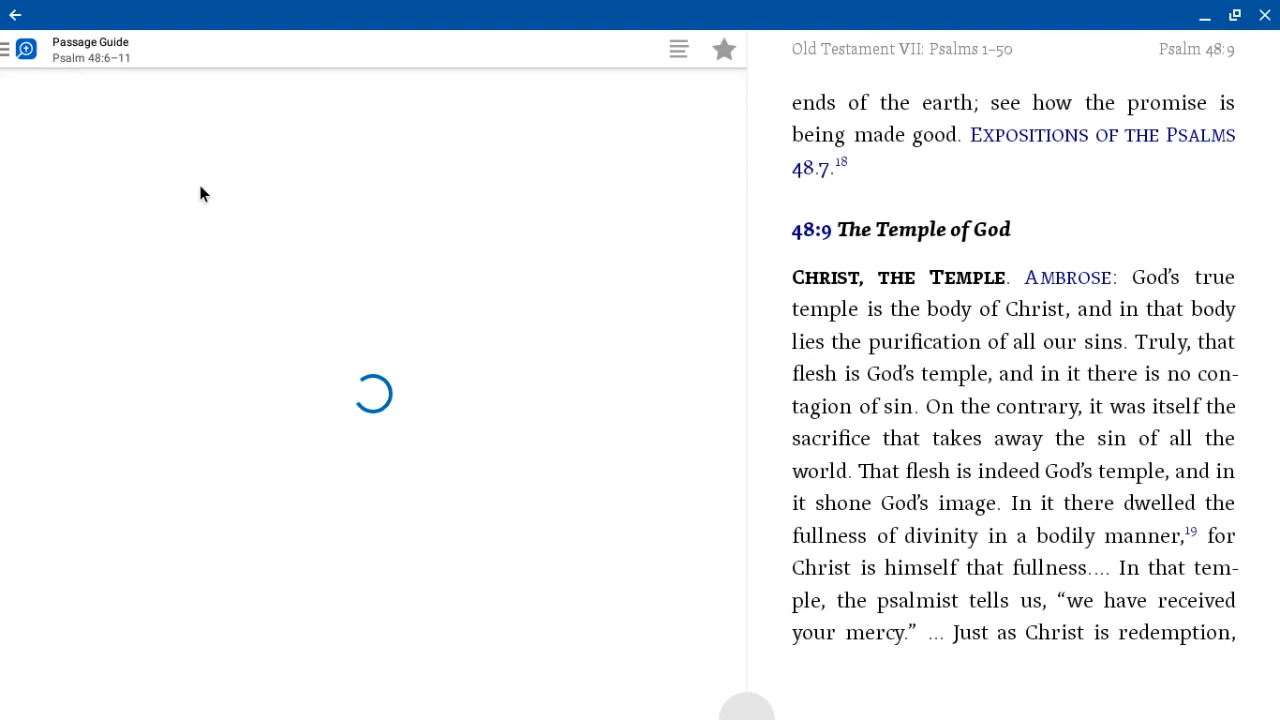 Passage Guide
Psalm 48:6–11
Old Testament VII: Psalms 1–50 Psalm 48:9
ends of the earth; see how the promise is
being made good. EXPOSITIONS OF THE PSALMS
48.7.18
48:9 The Temple of God
CHRIST, THE TEMPLE. AMBROSE: God’s true
temple is the body of Christ, and in that body
lies the purification of all our sins. Truly, that
flesh is God’s temple, and in it there is no con-
tagion of sin. On the contrary, it was itself the
sacrifice that takes away the sin of all the
world. That flesh is indeed God’s temple, and in
it shone God’s image. In it there dwelled the
fullness of divinity in a bodily manner,19 for
Christ is himself that fullness.... In that tem-
ple, the psalmist tells us, “we have received
your mercy.” ... Just as Christ is redemption,